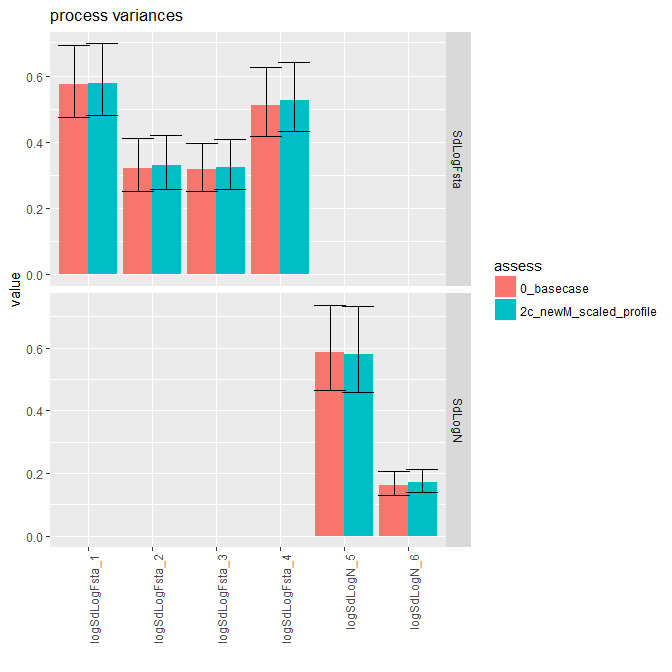 process variances
0.6
0.4
0.2
0.0
SdLogFsta
value
0.6
0.4
0.2
0.0
SdLogN
logSdLogFsta_1
logSdLogFsta_2
logSdLogFsta_3
logSdLogFsta_4
logSdLogN_5
logSdLogN_6
assess
0_basecase
2c_newM_scaled_profile